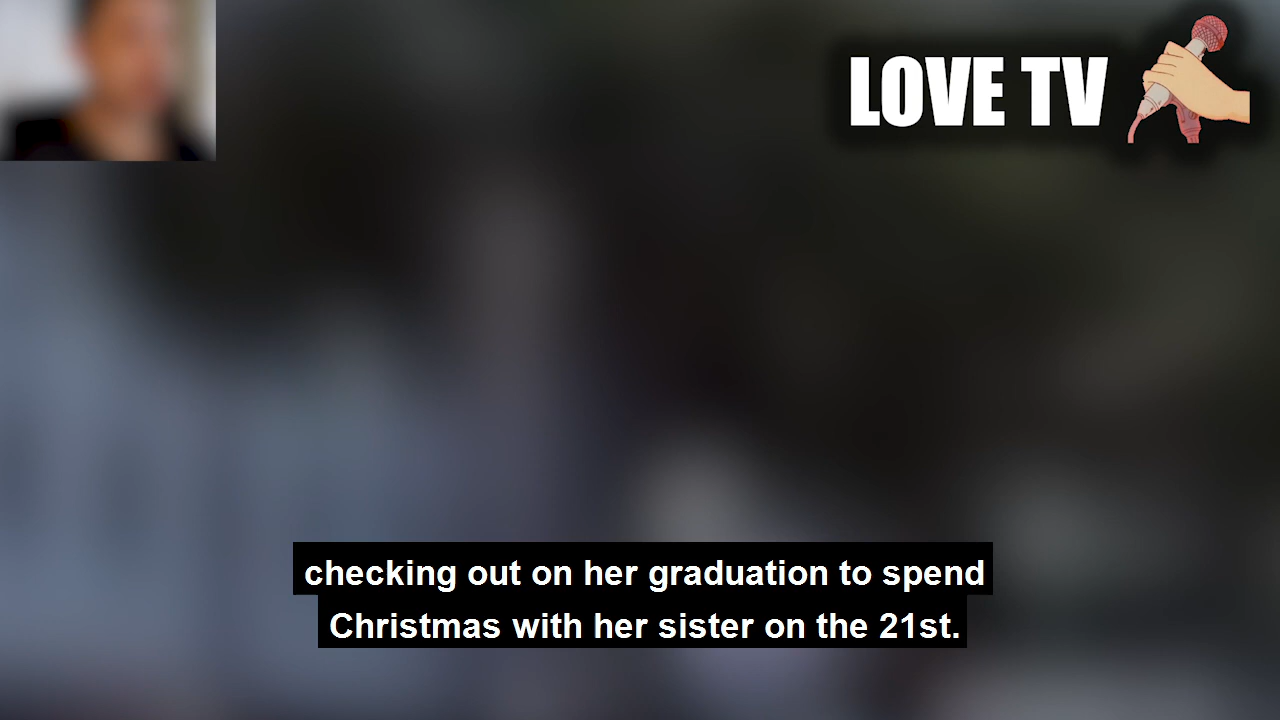 LOVE TV
checking out on her graduation to spend
Christmas with her sister on the 21st.